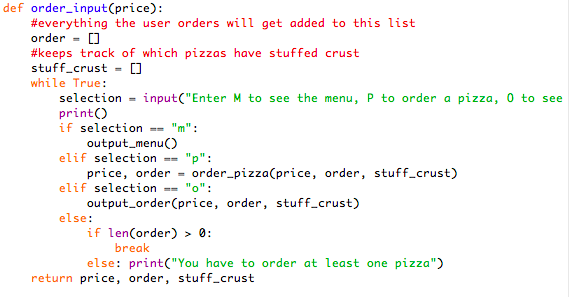 def order_input(price):
    #everything the user orders will get added to this list
    order = []
    #keeps track of which pizzas have stuffed crust
    stuff_crust = []
    while True:
        selection = input("Enter M to see the menu, P to order a pizza, O to see
        print()
        if selection == "m":
            output_menu()
        elif selection == "p":
            price, order = order_pizza(price, order, stuff_crust)
        elif selection == "o":
            output_order(price, order, stuff_crust)
        else:
            if len(order) > 0:
                break
            else: print("You have to order at least one pizza")
    return price, order, stuff_crust